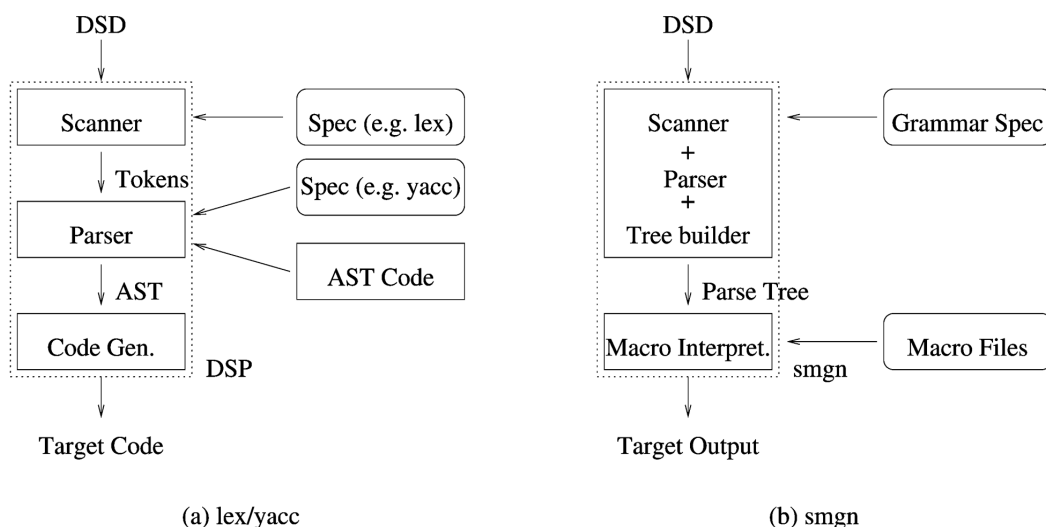 DSD
Scanner
Spec (e.g. lex)
Tokens
Spec (e.g. yacc)
Parser
AST Code
AST
Code Gen.
DSP
Target Code
(a) lex/yacc
DSD
Scanner
+
Parser
+
Tree builder
Grammar Spec
Parse Tree
Macro Interpret.
Macro Files
smgn
Target Output
(b) smgn